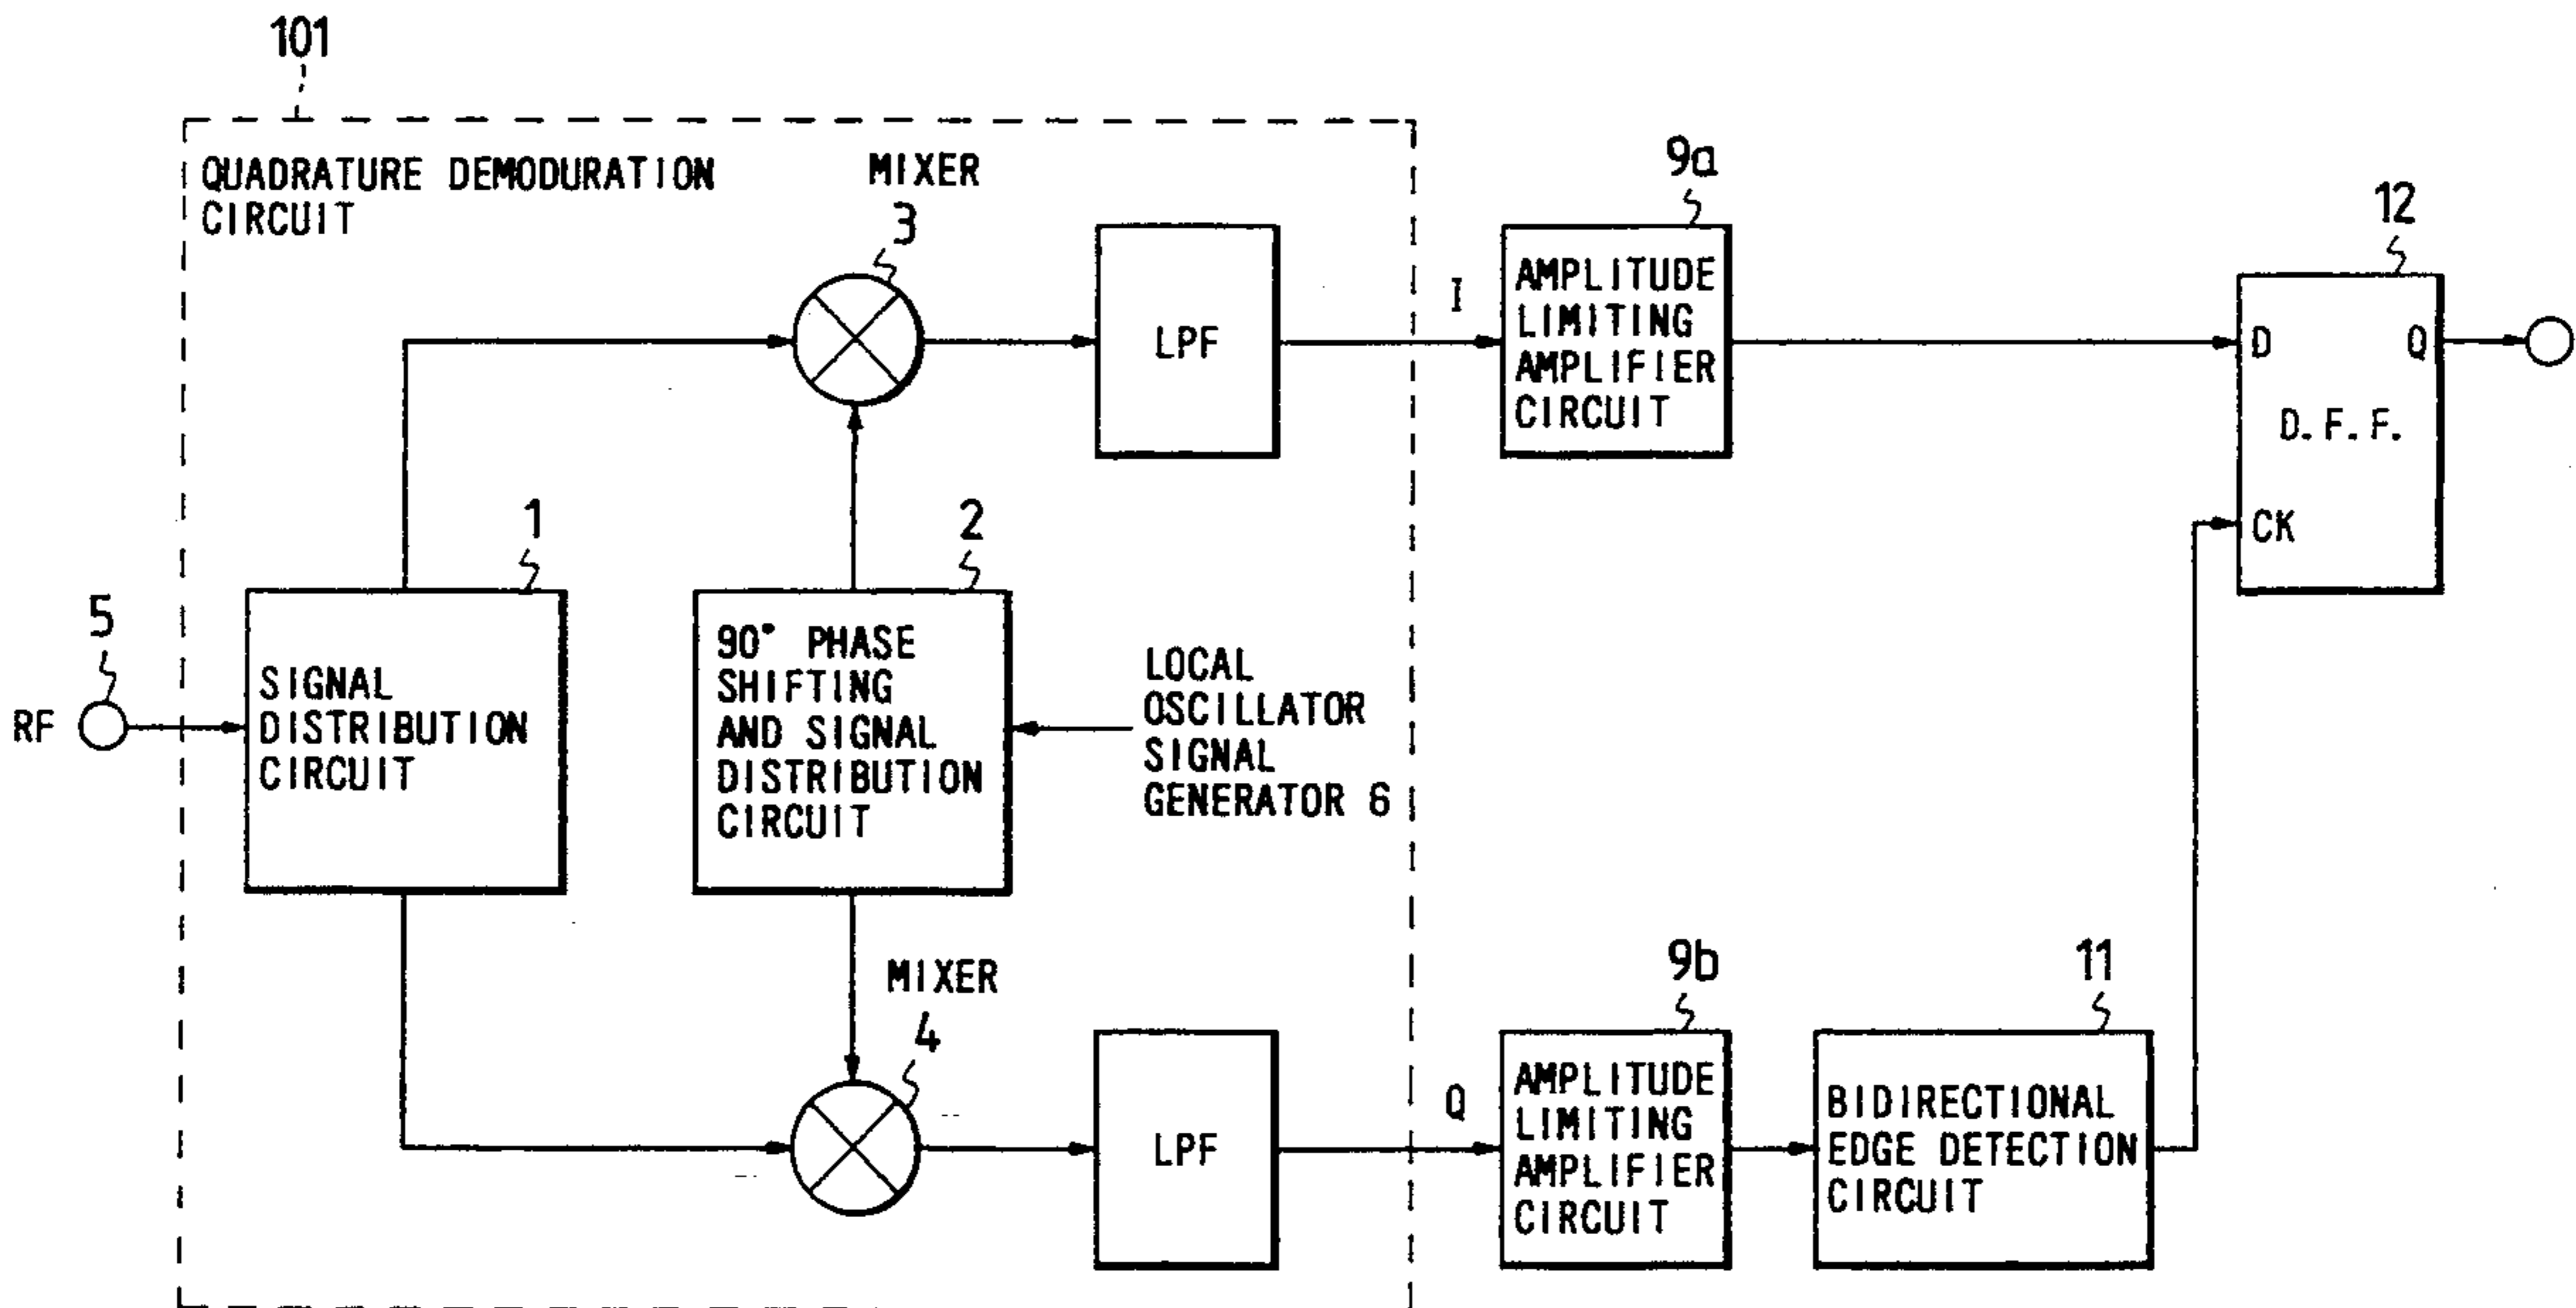 101
QUADRATURE DEMODURATION
CIRCUIT
MIXER
3
LPF
I
9a
AMPLITUDE
LIMITING
AMPLIFIER
CIRCUIT
12
D Q
D.F.F.
CK
5
RF
1
SIGNAL
DISTRIBUTION
CIRCUIT
2
90° PHASE
SHIFTING
AND SIGNAL
DISTRIBUTION
CIRCUIT
LOCAL
OSCILLATOR
SIGNAL
GENERATOR 6
MIXER
4
LPF
Q
9b
AMPLITUDE
LIMITING
AMPLIFIER
CIRCUIT
11
BIDIRECTIONAL
EDGE DETECTION
CIRCUIT